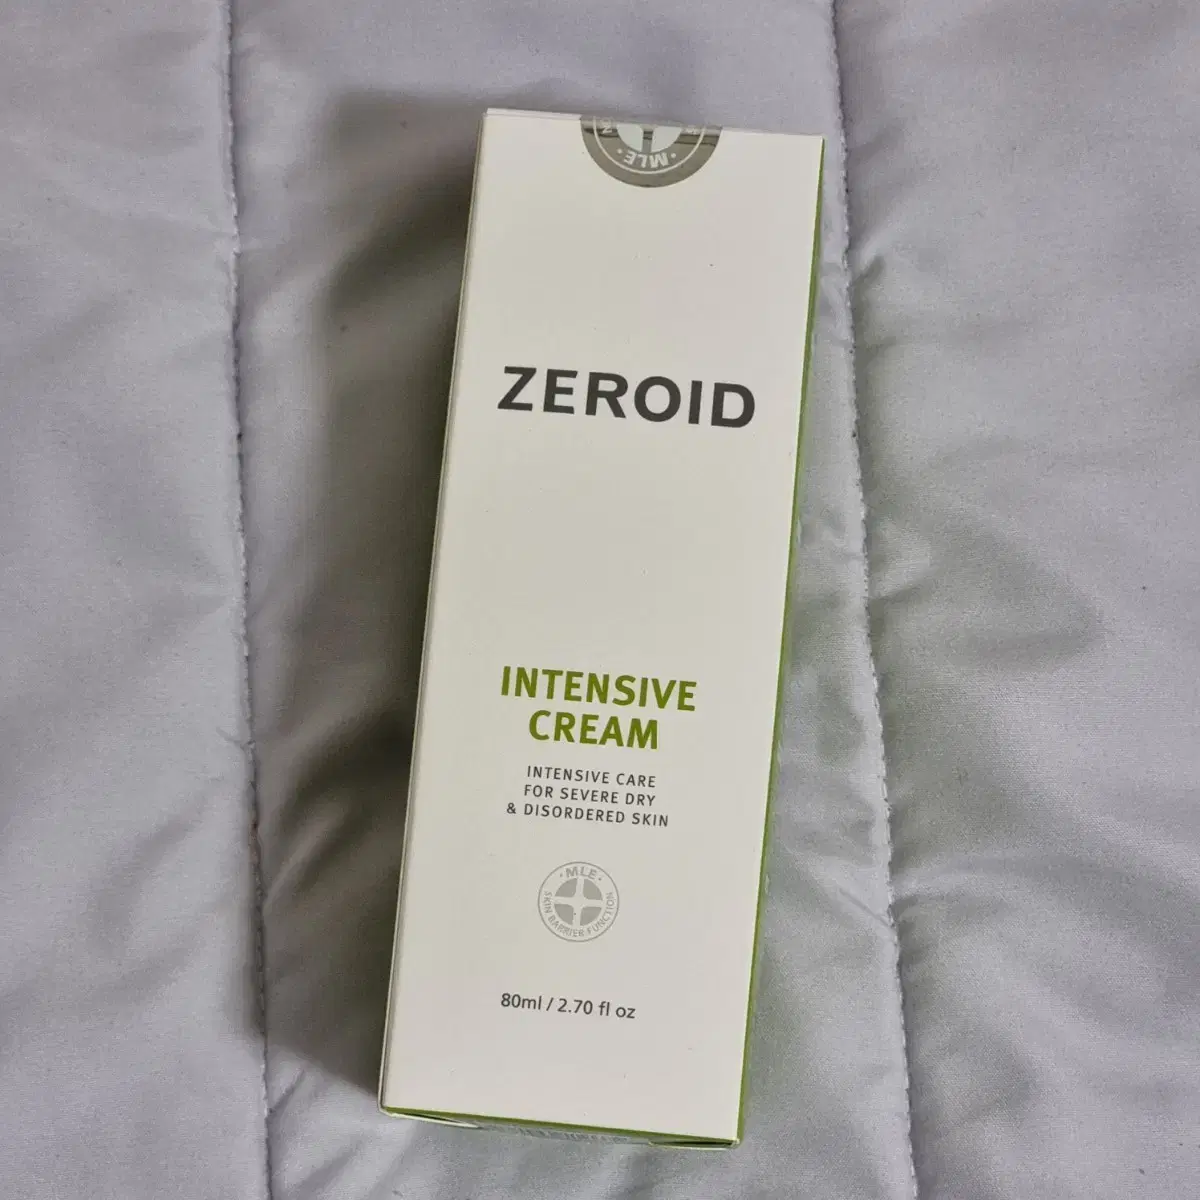 MLE
ZEROID
INTENSIVE
CREAM
INTENSIVE CARE
FOR SEVERE DRY
& DISORDERED SKIN
· MLE ·
SKIN BARRIER FUNCTION
80ml / 2.70 fl oz